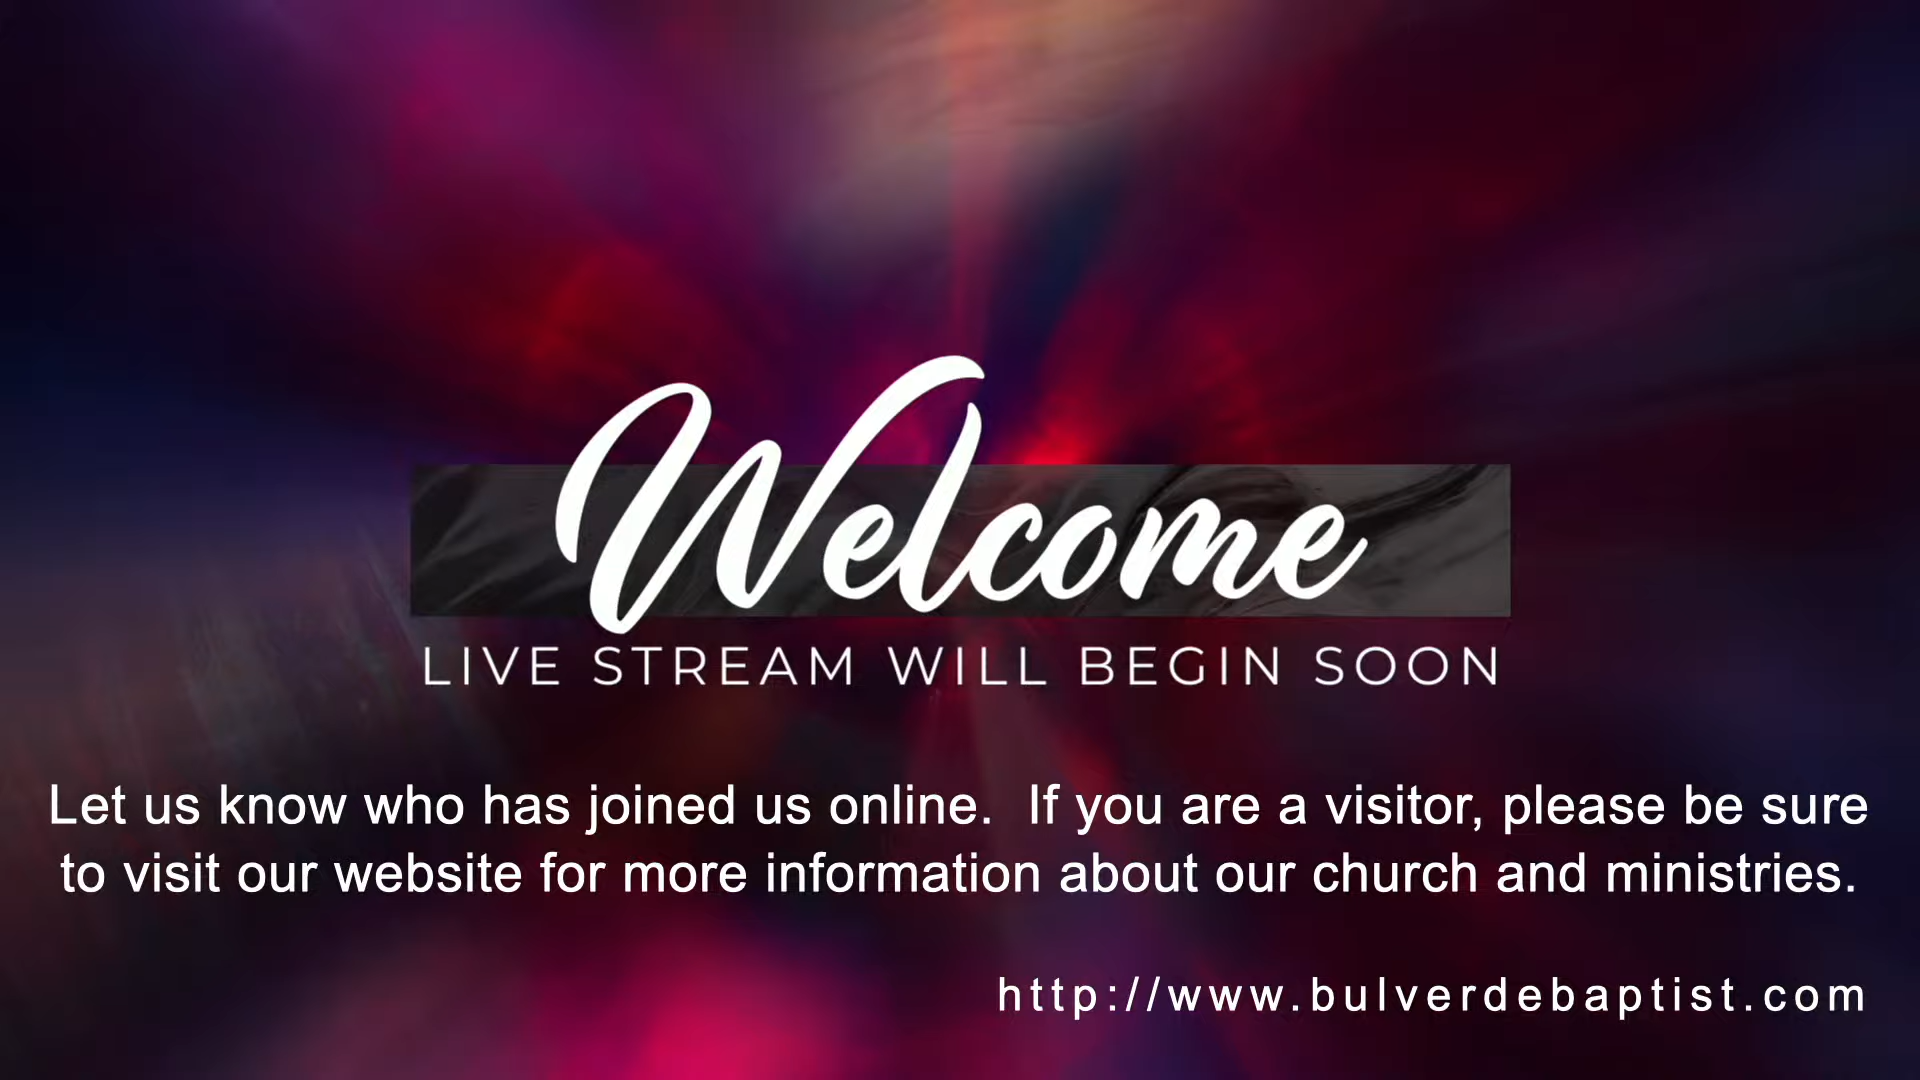 Welcome
LIVE STREAM WILL BEGIN SOON
Let us know who has joined us online.  If you are a visitor, please be sure
to visit our website for more information about our church and ministries.
http://www.bulverdebaptist.com